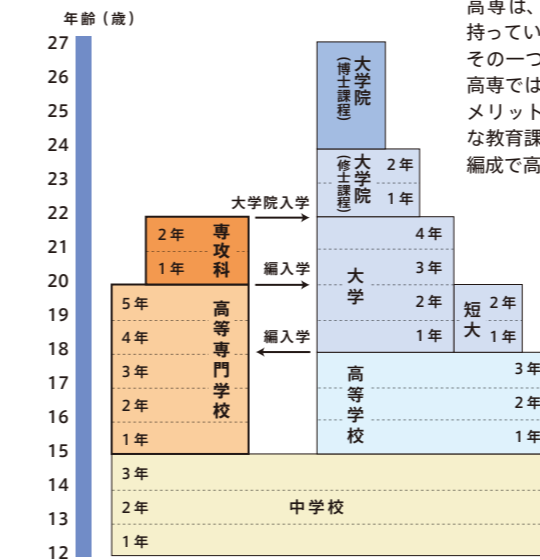 年齢（歳）
高専は、
持ってい
その一つ
高専では
メリット
な教育課
編成で高
27
26
25
24
23
22
21
20
19
18
17
16
15
14
13
12
大学院
（博士課程）
大学院
（修士課程）
2年
1年
大学院入学
専攻科
2年
1年
編入学
大学
4年
3年
2年
1年
短大
2年
1年
編入学
高等専門学校
5年
4年
3年
2年
1年
高等学校
3年
2年
1年
中学校
3年
2年
1年